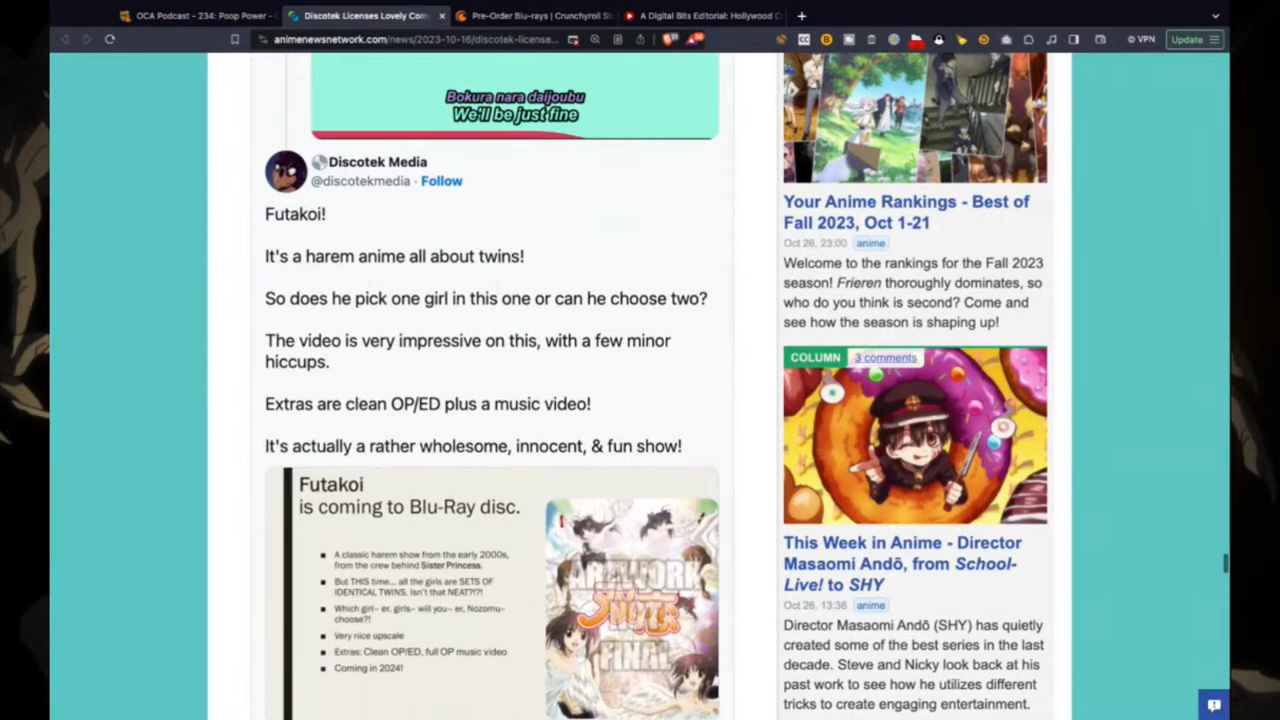 OCA Podcast - 234: Poop Power -
Discotek Licenses Lovely Com
Pre-Order Blu-rays | Crunchyroll St
A Digital Bits Editorial: Hollywood C
animenewsnetwork.com/news/2023-10-16/discotek-license...
VPN
Update
Bokura nara daijoubu
We'll be just fine
Discotek Media
@discotekmedia · Follow
Futakoi!
It's a harem anime all about twins!
So does he pick one girl in this one or can he choose two?
The video is very impressive on this, with a few minor
hiccups.
Extras are clean OP/ED plus a music video!
It's actually a rather wholesome, innocent, & fun show!
Futakoi
is coming to Blu-Ray disc.
A classic harem show from the early 2000s,
from the crew behind Sister Princess.
But THIS time... all the girls are SETS OF
IDENTICAL TWINS. Isn't that NEAT?!?!
Which girl– er, girls– will you– er, Nozomu–
choose?!
Very nice upscale
Extras: Clean OP/ED, full OP music video
Coming in 2024!
ARTWORK
NOT
FINAL
Your Anime Rankings - Best of
Fall 2023, Oct 1-21
Oct 26, 23:00 anime
Welcome to the rankings for the Fall 2023
season! Frieren thoroughly dominates, so
who do you think is second? Come and
see how the season is shaping up!
COLUMN 3 comments
This Week in Anime - Director
Masaomi Andō, from School-
Live! to SHY
Oct 26, 13:36 anime
Director Masaomi Andō (SHY) has quietly
created some of the best series in the last
decade. Steve and Nicky look back at his
past work to see how he utilizes different
tricks to create engaging entertainment.